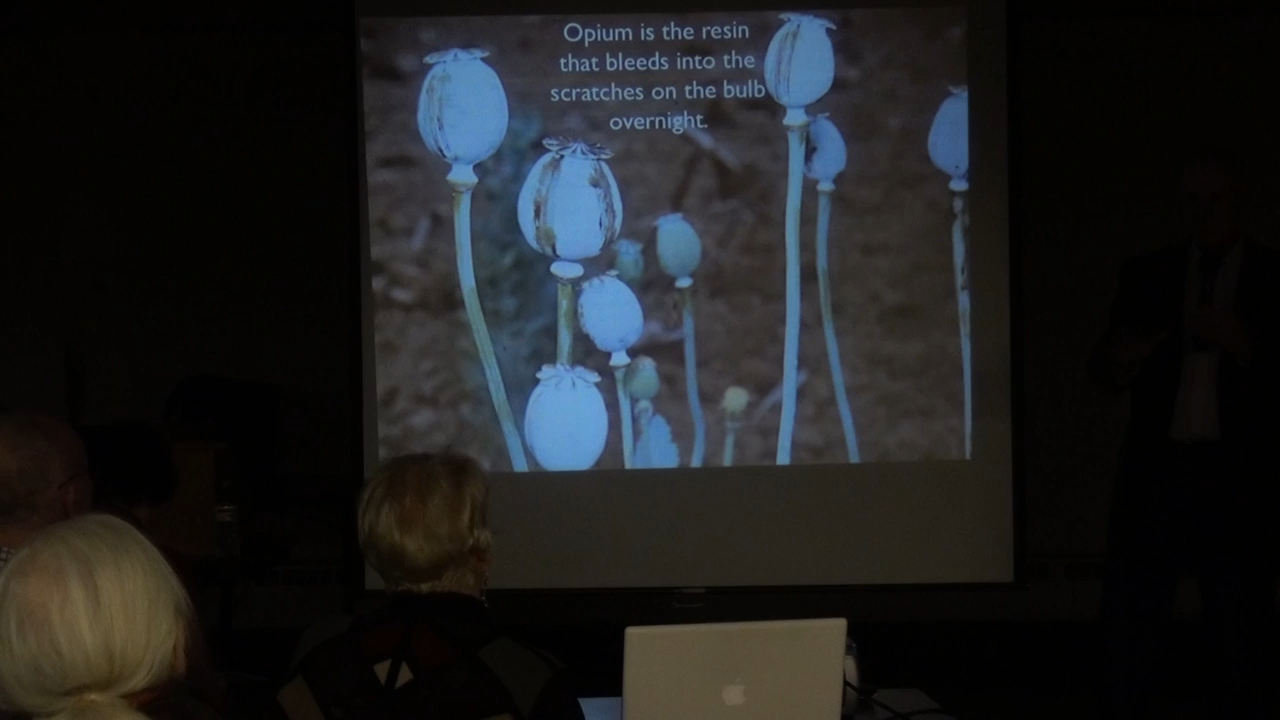 Opium is the resin
that bleeds into the
scratches on the bulb
overnight.